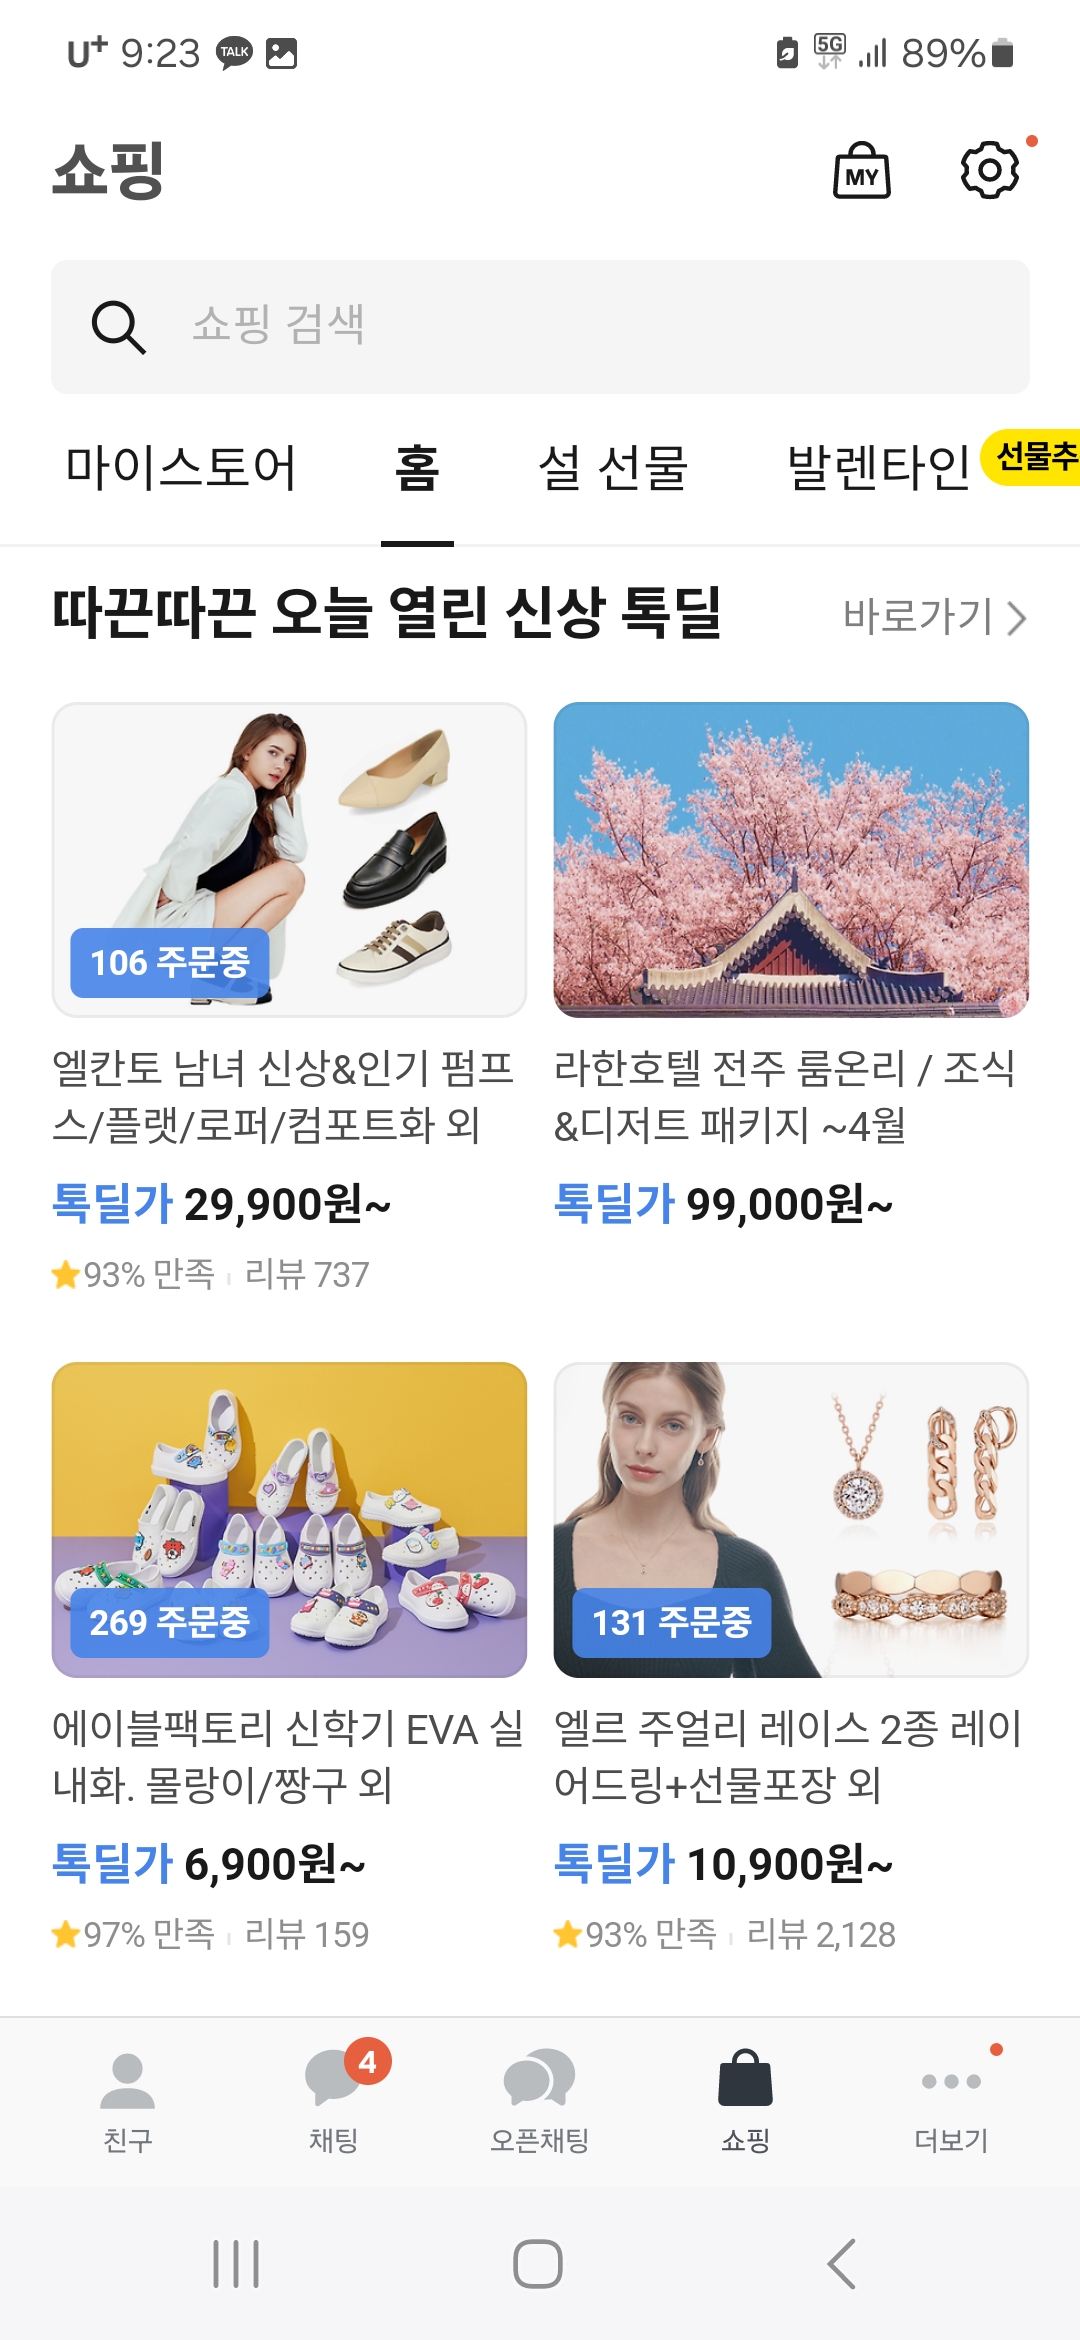 U+ 9:23 TALK 5G 89%
쇼핑
MY
쇼핑 검색
마이스토어 홈 설 선물 발렌타인 선물추
따끈따끈 오늘 열린 신상 톡딜 바로가기
106 주문중
엘칸토 남녀 신상&인기 펌프
스/플랫/로퍼/컴포트화 외
톡딜가 29,900원~
93% 만족 리뷰 737
라한호텔 전주 룸온리 / 조식
&디저트 패키지 ~4월
톡딜가 99,000원~
269 주문중
에이블팩토리 신학기 EVA 실
내화. 몰랑이/짱구 외
톡딜가 6,900원~
97% 만족 리뷰 159
131 주문중
엘르 주얼리 레이스 2종 레이
어드링+선물포장 외
톡딜가 10,900원~
93% 만족 리뷰 2,128
4
친구 채팅 오픈채팅 쇼핑 더보기